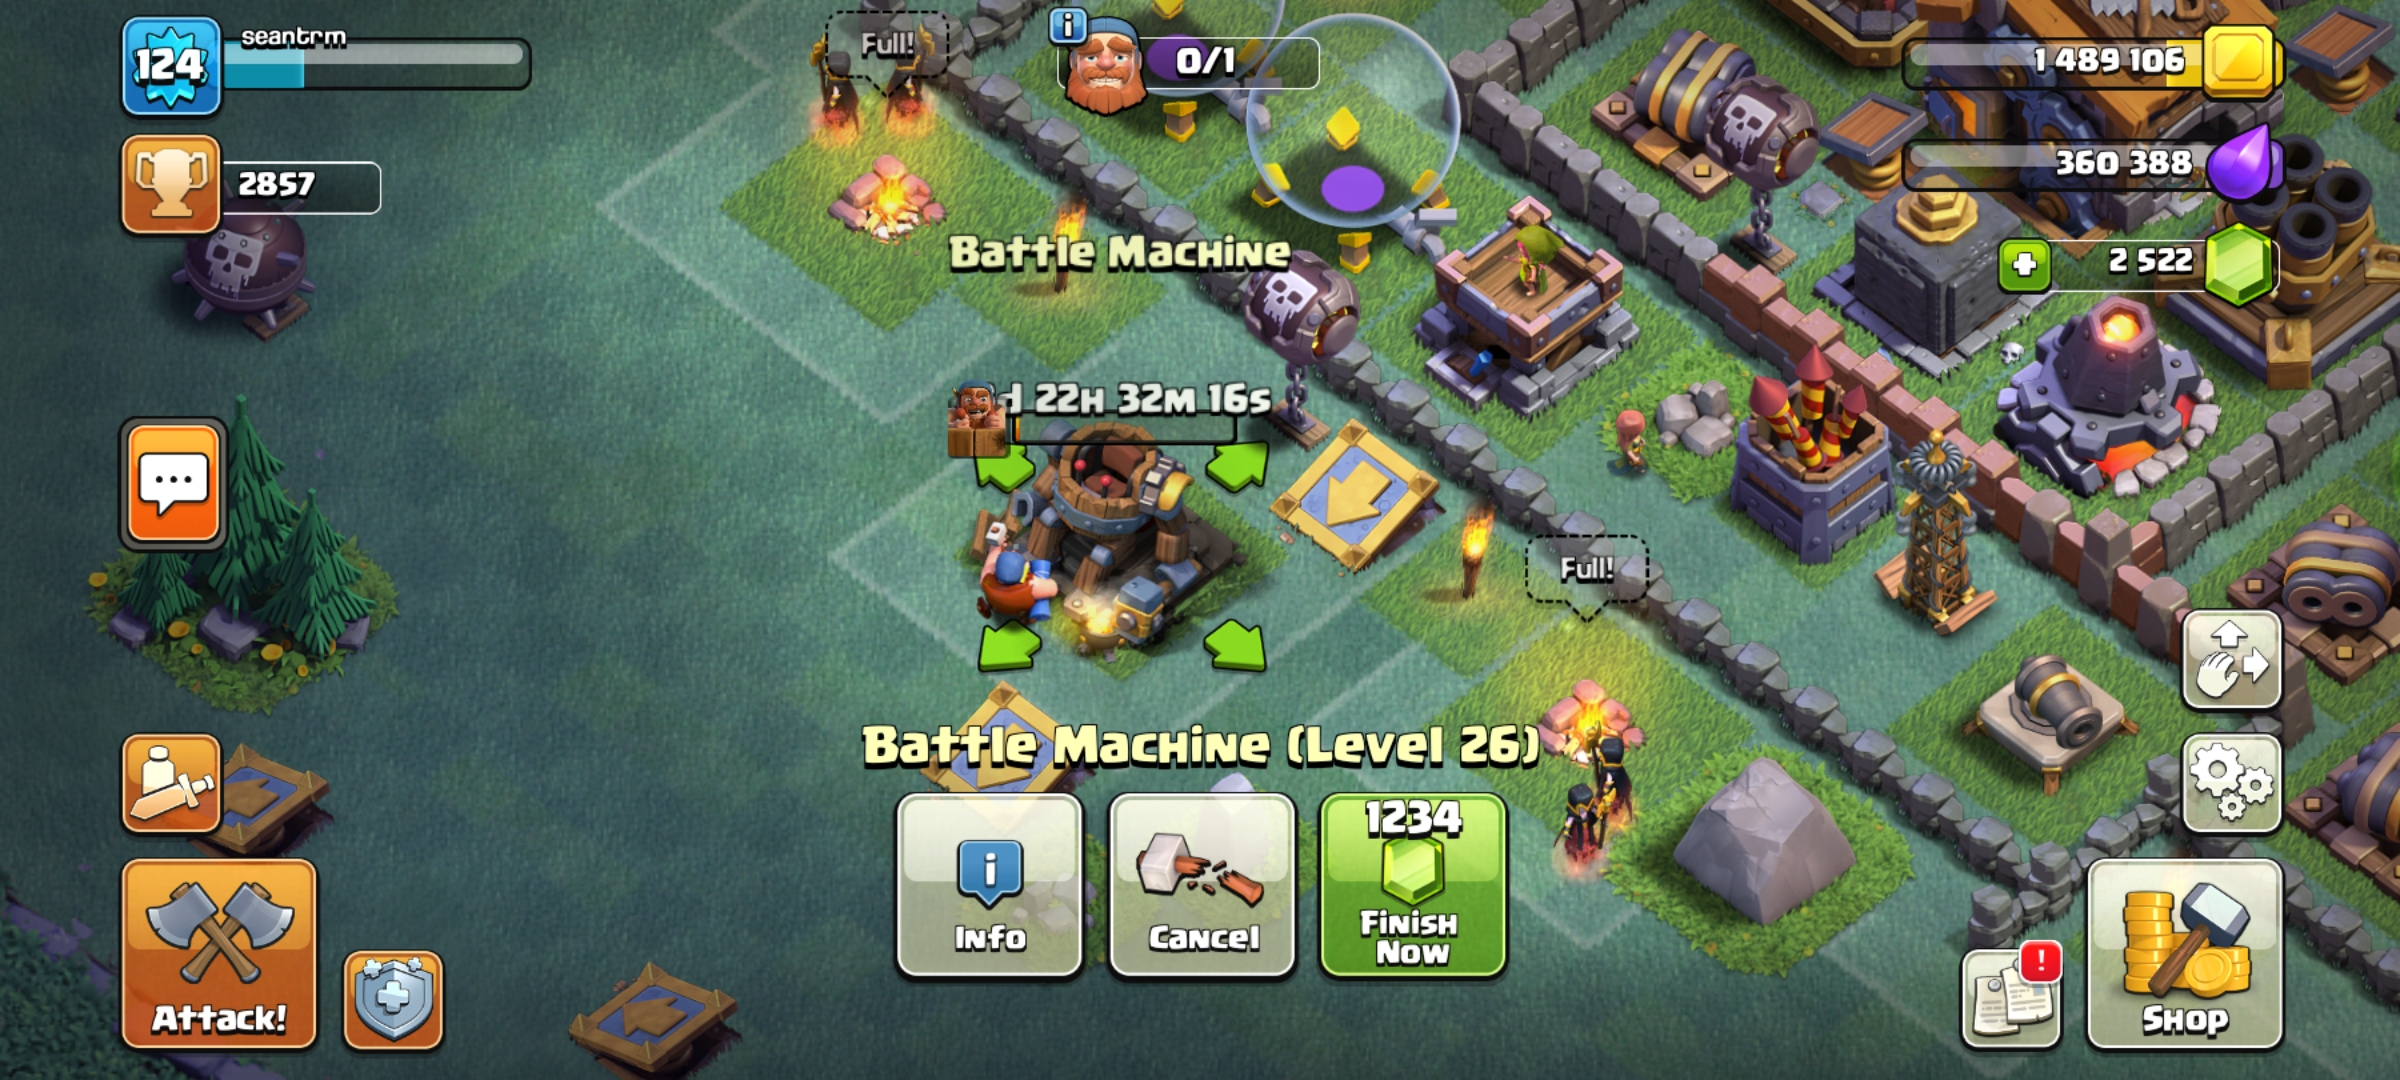 124
seantrm
Full!
0/1
1 489 106
2857
360 388
2 522
Battle Machine
d 22H 32M 16s
Full!
Battle Machine (Level 26)
1234
Info
Cancel
Finish
Now
Attack!
!
Shop